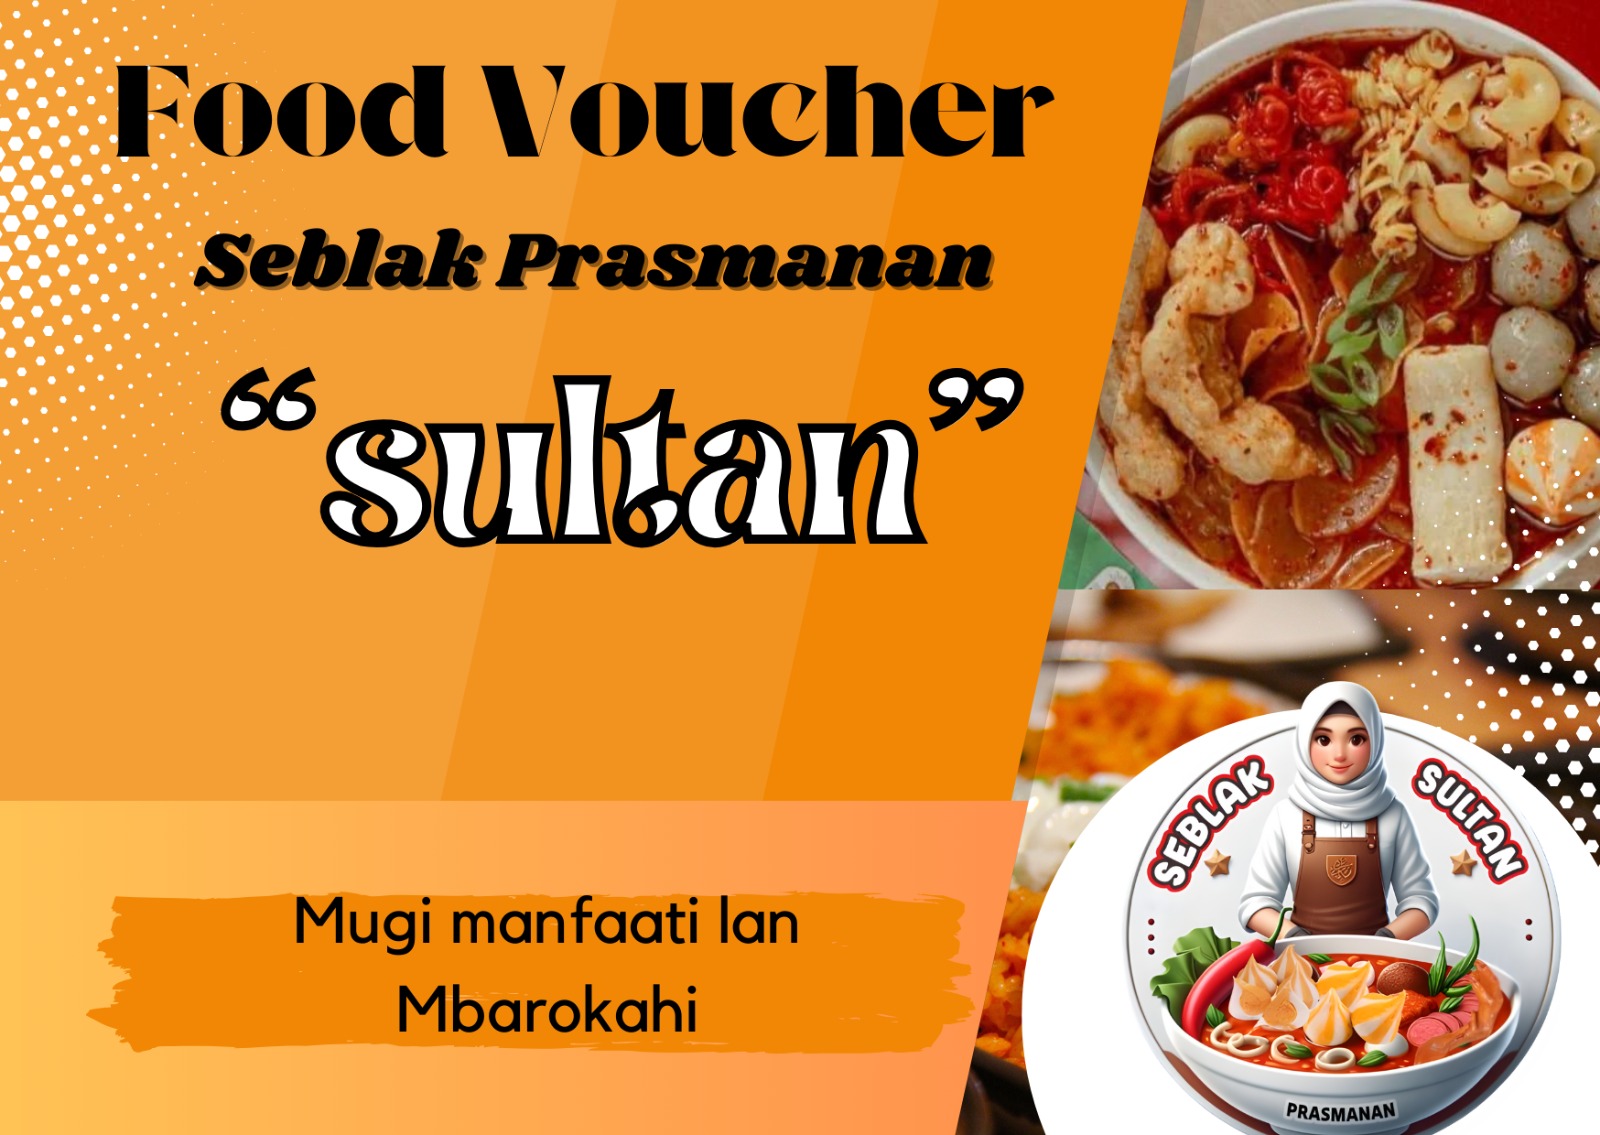 Food Voucher
Seblak Prasmanan
“sultan”
Mugi manfaati lan
Mbarokahi
SEBLAK
SULTAN
PRASMANAN